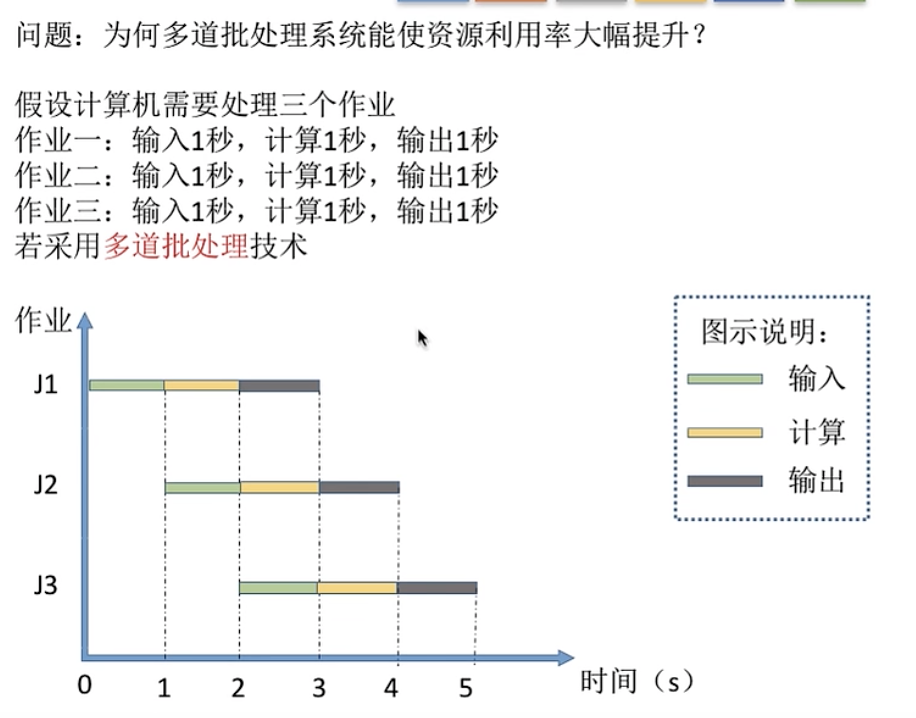 问题：为何多道批处理系统能使资源利用率大幅提升？
假设计算机需要处理三个作业
作业一：输入1秒，计算1秒，输出1秒
作业二：输入1秒，计算1秒，输出1秒
作业三：输入1秒，计算1秒，输出1秒
若采用多道批处理技术
作业
图示说明：
输入
计算
输出
J1
J2
J3
0 1 2 3 4 5
时间（s）